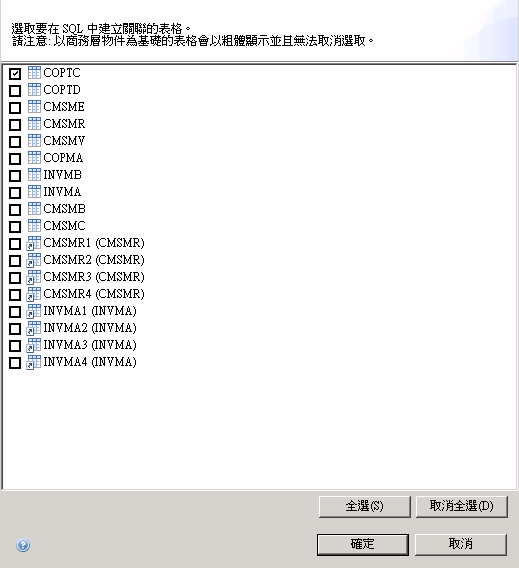 選取要在 SQL 中建立關聯的表格。
請注意: 以商務層物件為基礎的表格會以粗體顯示並且無法取消選取。
COPTC
COPTD
CMSME
CMSMR
CMSMV
COPMA
INVMB
INVMA
CMSMB
CMSMC
CMSMR1 (CMSMR)
CMSMR2 (CMSMR)
CMSMR3 (CMSMR)
CMSMR4 (CMSMR)
INVMA1 (INVMA)
INVMA2 (INVMA)
INVMA3 (INVMA)
INVMA4 (INVMA)
全選(S) 取消全選(D)
? 確定 取消